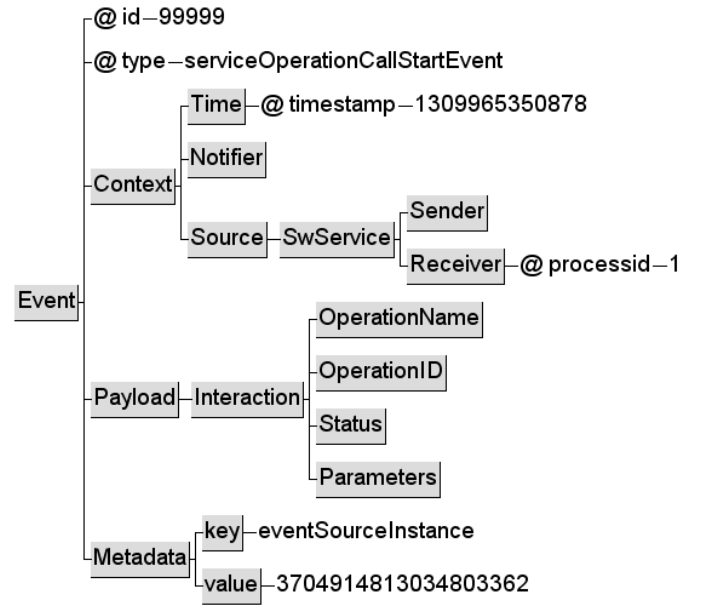 @ id–99999
@ type–serviceOperationCallStartEvent
Time @ timestamp–1309965350878
Notifier
Context
Sender
Source SwService
Receiver @ processid–1
Event
OperationName
OperationID
Payload Interaction
Status
Parameters
key eventSourceInstance
Metadata
value 3704914813034803362